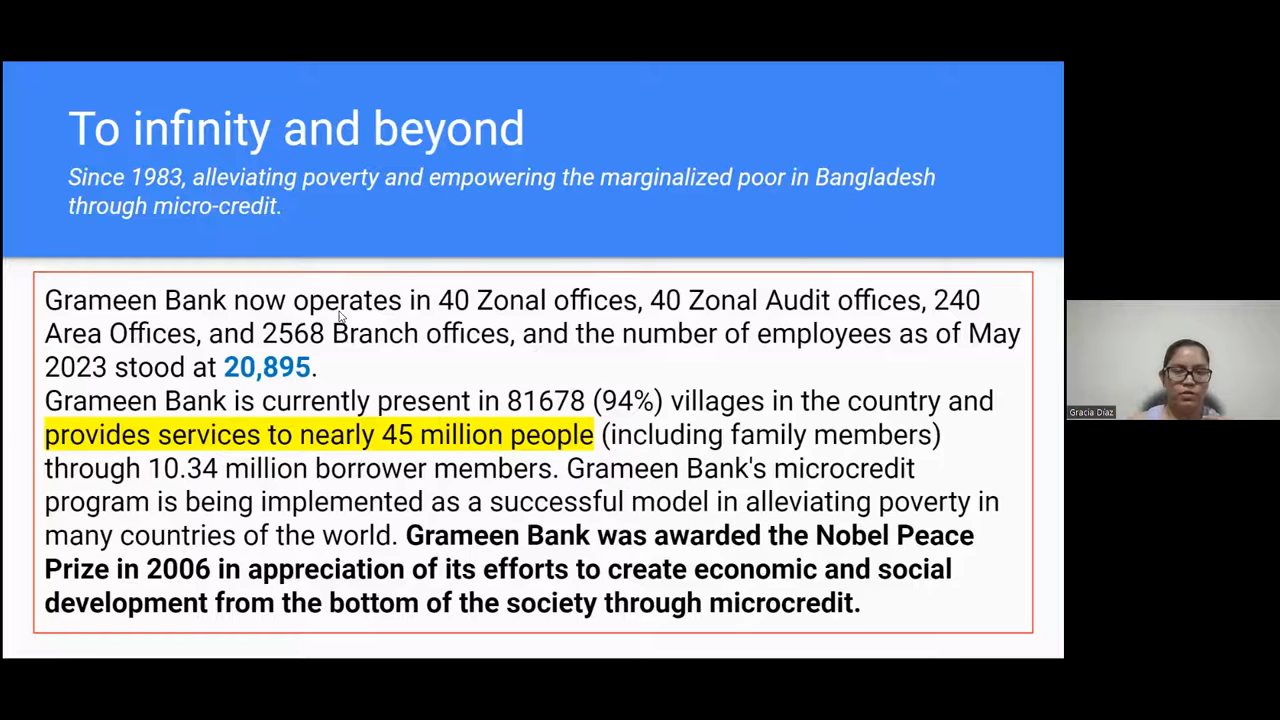 To infinity and beyond
Since 1983, alleviating poverty and empowering the marginalized poor in Bangladesh
through micro-credit.
Grameen Bank now operates in 40 Zonal offices, 40 Zonal Audit offices, 240
Area Offices, and 2568 Branch offices, and the number of employees as of May
2023 stood at 20,895.
Grameen Bank is currently present in 81678 (94%) villages in the country and
provides services to nearly 45 million people (including family members)
through 10.34 million borrower members. Grameen Bank's microcredit
program is being implemented as a successful model in alleviating poverty in
many countries of the world. Grameen Bank was awarded the Nobel Peace
Prize in 2006 in appreciation of its efforts to create economic and social
development from the bottom of the society through microcredit.
Gracia Díaz